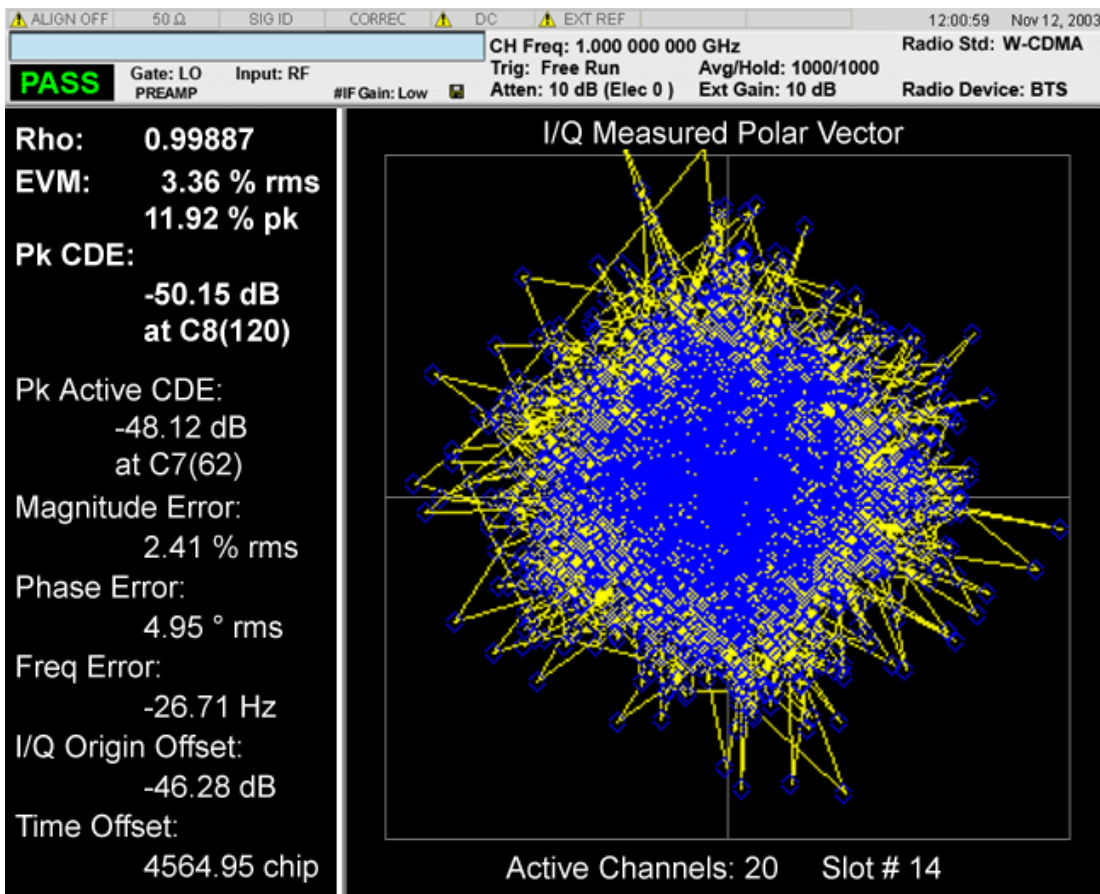 ALIGN OFF 50 Ω SIG ID CORREC DC EXT REF 12:00:59 Nov 12, 2003
CH Freq: 1.000 000 000 GHz Radio Std: W-CDMA
PASS Gate: LO Input: RF Trig: Free Run Avg/Hold: 1000/1000
PREAMP #IF Gain: Low Atten: 10 dB (Elec 0 ) Ext Gain: 10 dB Radio Device: BTS
Rho: 0.99887
EVM: 3.36 % rms
11.92 % pk
Pk CDE:
-50.15 dB
at C8(120)
Pk Active CDE:
-48.12 dB
at C7(62)
Magnitude Error:
2.41 % rms
Phase Error:
4.95 ° rms
Freq Error:
-26.71 Hz
I/Q Origin Offset:
-46.28 dB
Time Offset:
4564.95 chip
I/Q Measured Polar Vector
Active Channels: 20 Slot # 14